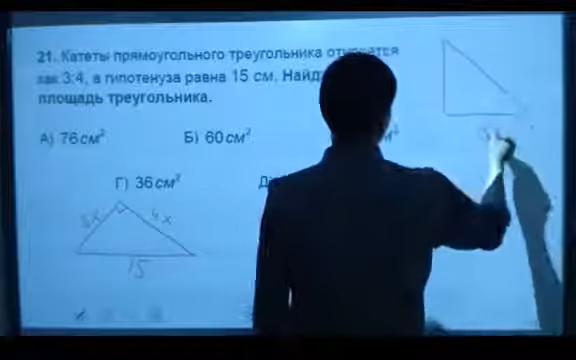 21. Катеты прямоугольного треугольника
как 3:4, а гипотенуза равна 15 см. Найд
площадь треугольника.
А) 76 см²
Б) 60 см²
Г) 36 см²
3x
4x
15